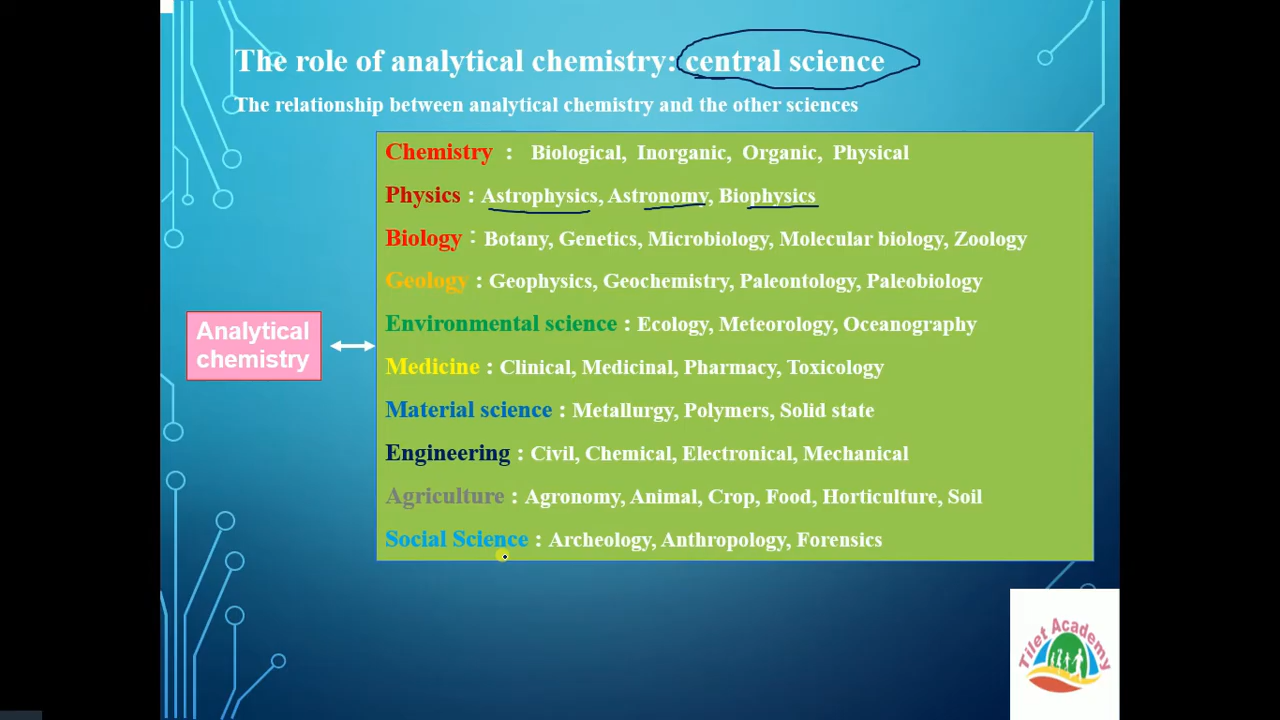 The role of analytical chemistry: central science
The relationship between analytical chemistry and the other sciences
Chemistry : Biological, Inorganic, Organic, Physical
Physics : Astrophysics, Astronomy, Biophysics
Biology : Botany, Genetics, Microbiology, Molecular biology, Zoology
Geology : Geophysics, Geochemistry, Paleontology, Paleobiology
Environmental science : Ecology, Meteorology, Oceanography
Medicine : Clinical, Medicinal, Pharmacy, Toxicology
Material science : Metallurgy, Polymers, Solid state
Engineering : Civil, Chemical, Electronical, Mechanical
Agriculture : Agronomy, Animal, Crop, Food, Horticulture, Soil
Social Science : Archeology, Anthropology, Forensics
Analytical
chemistry
Tilet Academy